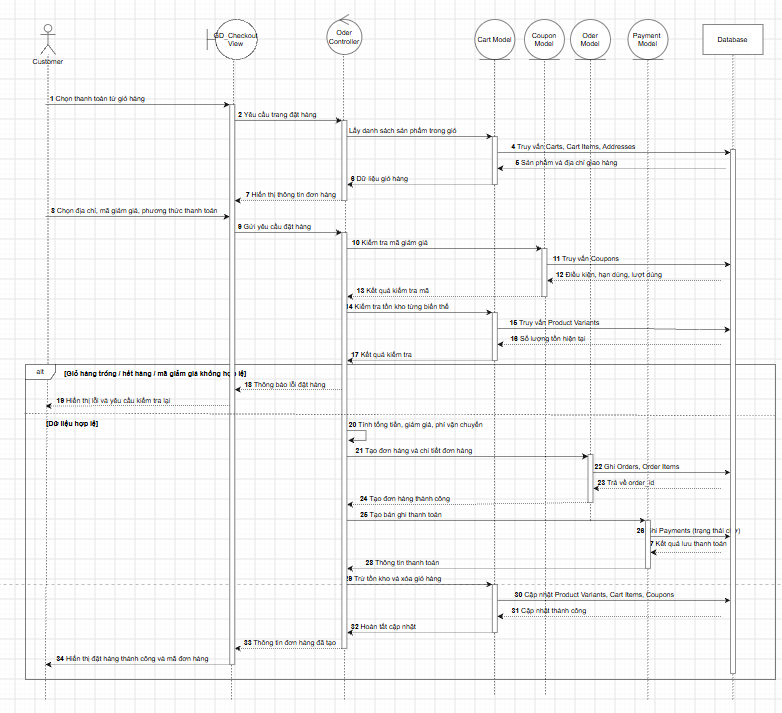 GD_Checkout
View
Oder
Controller
Cart Model
Coupon
Model
Oder
Model
Payment
Model
Database
Customer
1 Chọn thanh toán từ giỏ hàng
2 Yêu cầu trang đặt hàng
Lấy danh sách sản phẩm trong giỏ
4 Truy vấn Carts, Cart Items, Addresses
5 Sản phẩm và địa chỉ giao hàng
6 Dữ liệu giỏ hàng
7 Hiển thị thông tin đơn hàng
8 Chọn địa chỉ, mã giảm giá, phương thức thanh toán
9 Gửi yêu cầu đặt hàng
10 Kiểm tra mã giảm giá
11 Truy vấn Coupons
12 Điều kiện, hạn dùng, lượt dùng
13 Kết quả kiểm tra mã
14 Kiểm tra tồn kho từng biến thể
15 Truy vấn Product Variants
16 Số lượng tồn hiện tại
17 Kết quả kiểm tra
alt
[Giỏ hàng trống / hết hàng / mã giảm giá không hợp lệ]
18 Thông báo lỗi đặt hàng
19 Hiển thị lỗi và yêu cầu kiểm tra lại
[Dữ liệu hợp lệ]
20 Tính tổng tiền, giảm giá, phí vận chuyển
21 Tạo đơn hàng và chi tiết đơn hàng
22 Ghi Orders, Order Items
23 Trả về order_id
24 Tạo đơn hàng thành công
25 Tạo bản ghi thanh toán
26 Ghi Payments (trạng thái
7 Kết quả lưu thanh toán
28 Thông tin thanh toán
29 Trừ tồn kho và xóa giỏ hàng
30 Cập nhật Product Variants, Cart Items, Coupons
31 Cập nhật thành công
32 Hoàn tất cập nhật
33 Thông tin đơn hàng đã tạo
34 Hiển thị đặt hàng thành công và mã đơn hàng